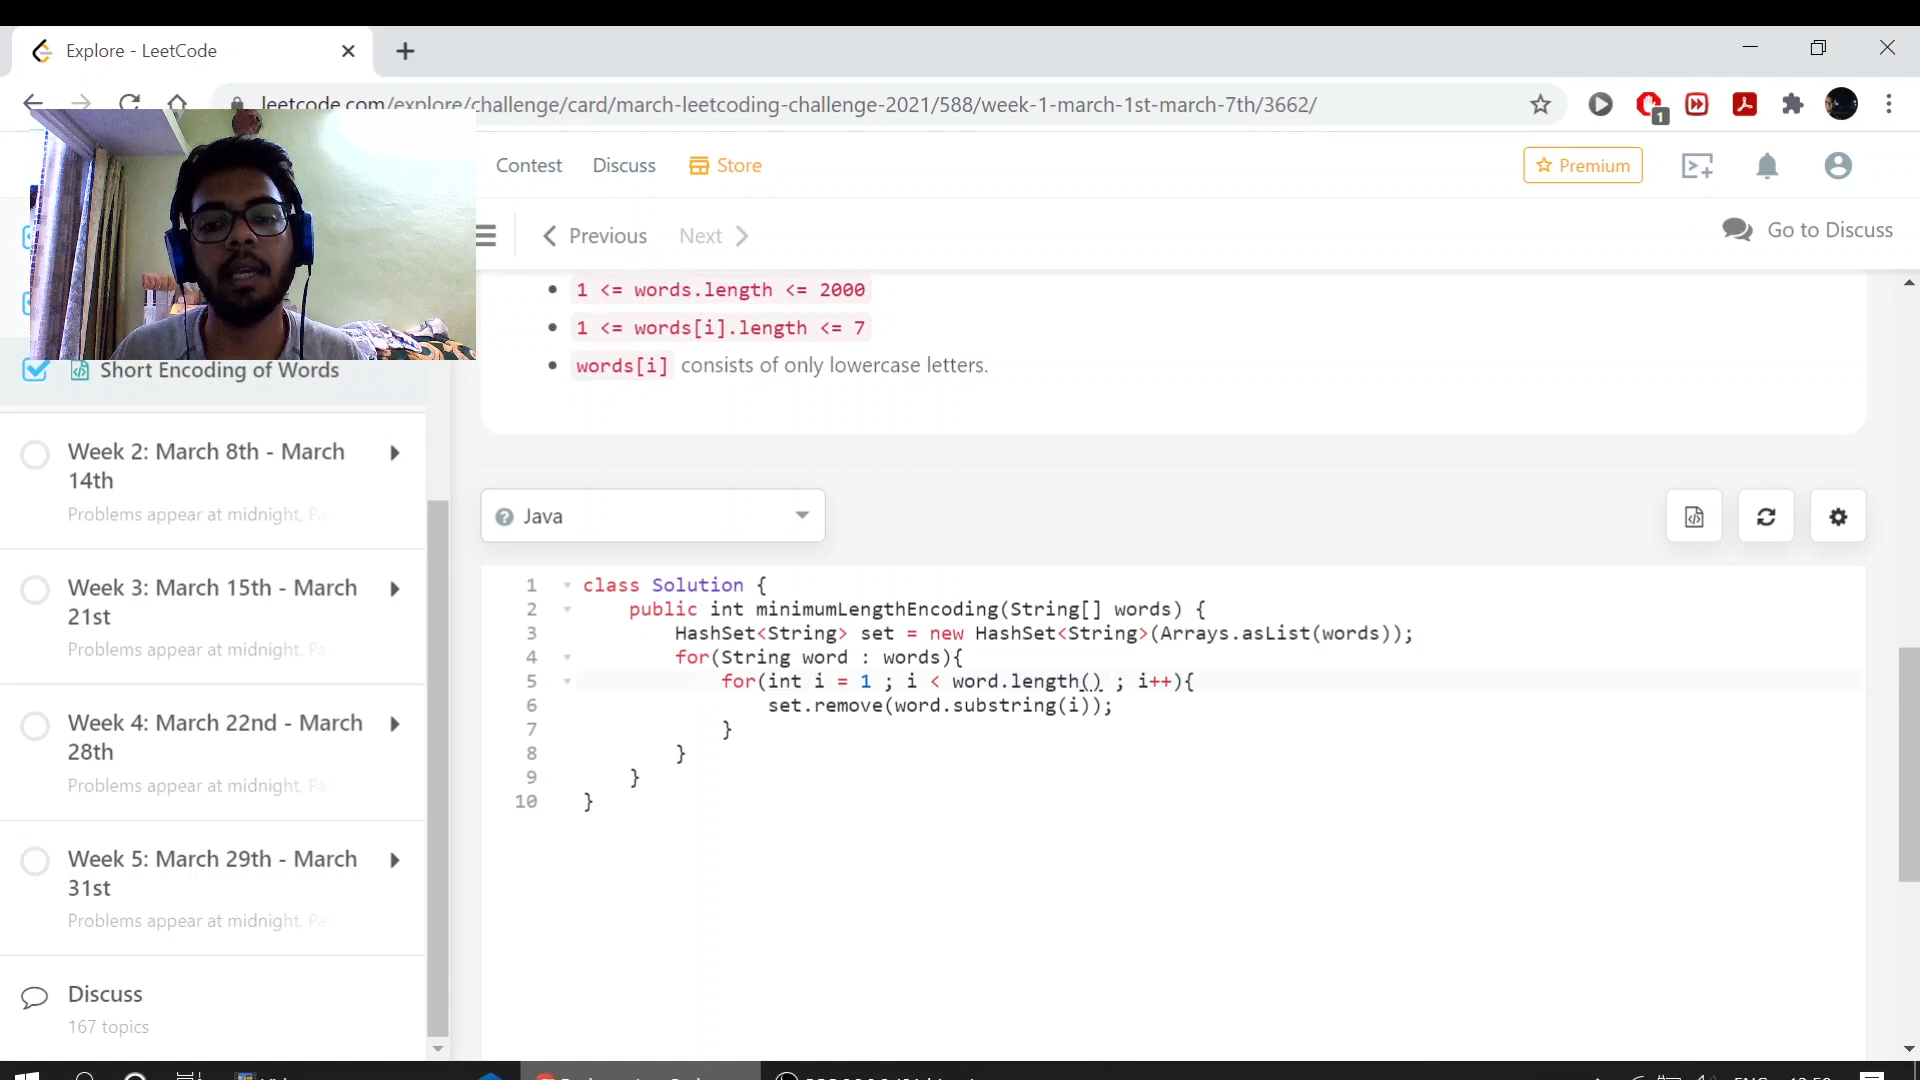 Explore - LeetCode
leetcode.com/explore/challenge/card/march-leetcoding-challenge-2021/588/week-1-march-1st-march-7th/3662/
1
Contest Discuss Store
Premium
Previous Next
Go to Discuss
1 <= words.length <= 2000
1 <= words[i].length <= 7
words[i] consists of only lowercase letters.
Short Encoding of Words
Week 2: March 8th - March
14th
Problems appear at midnight,
Week 3: March 15th - March
21st
Problems appear at midnight,
Week 4: March 22nd - March
28th
Problems appear at midnight,
Week 5: March 29th - March
31st
Problems appear at midnight,
Discuss
167 topics
Java
1 class Solution {
2 public int minimumLengthEncoding(String[] words) {
3 HashSet<String> set = new HashSet<String>(Arrays.asList(words));
4 for(String word : words){
5 for(int i = 1 ; i < word.length() ; i++){
6 set.remove(word.substring(i));
7 }
8 }
9 }
10 }